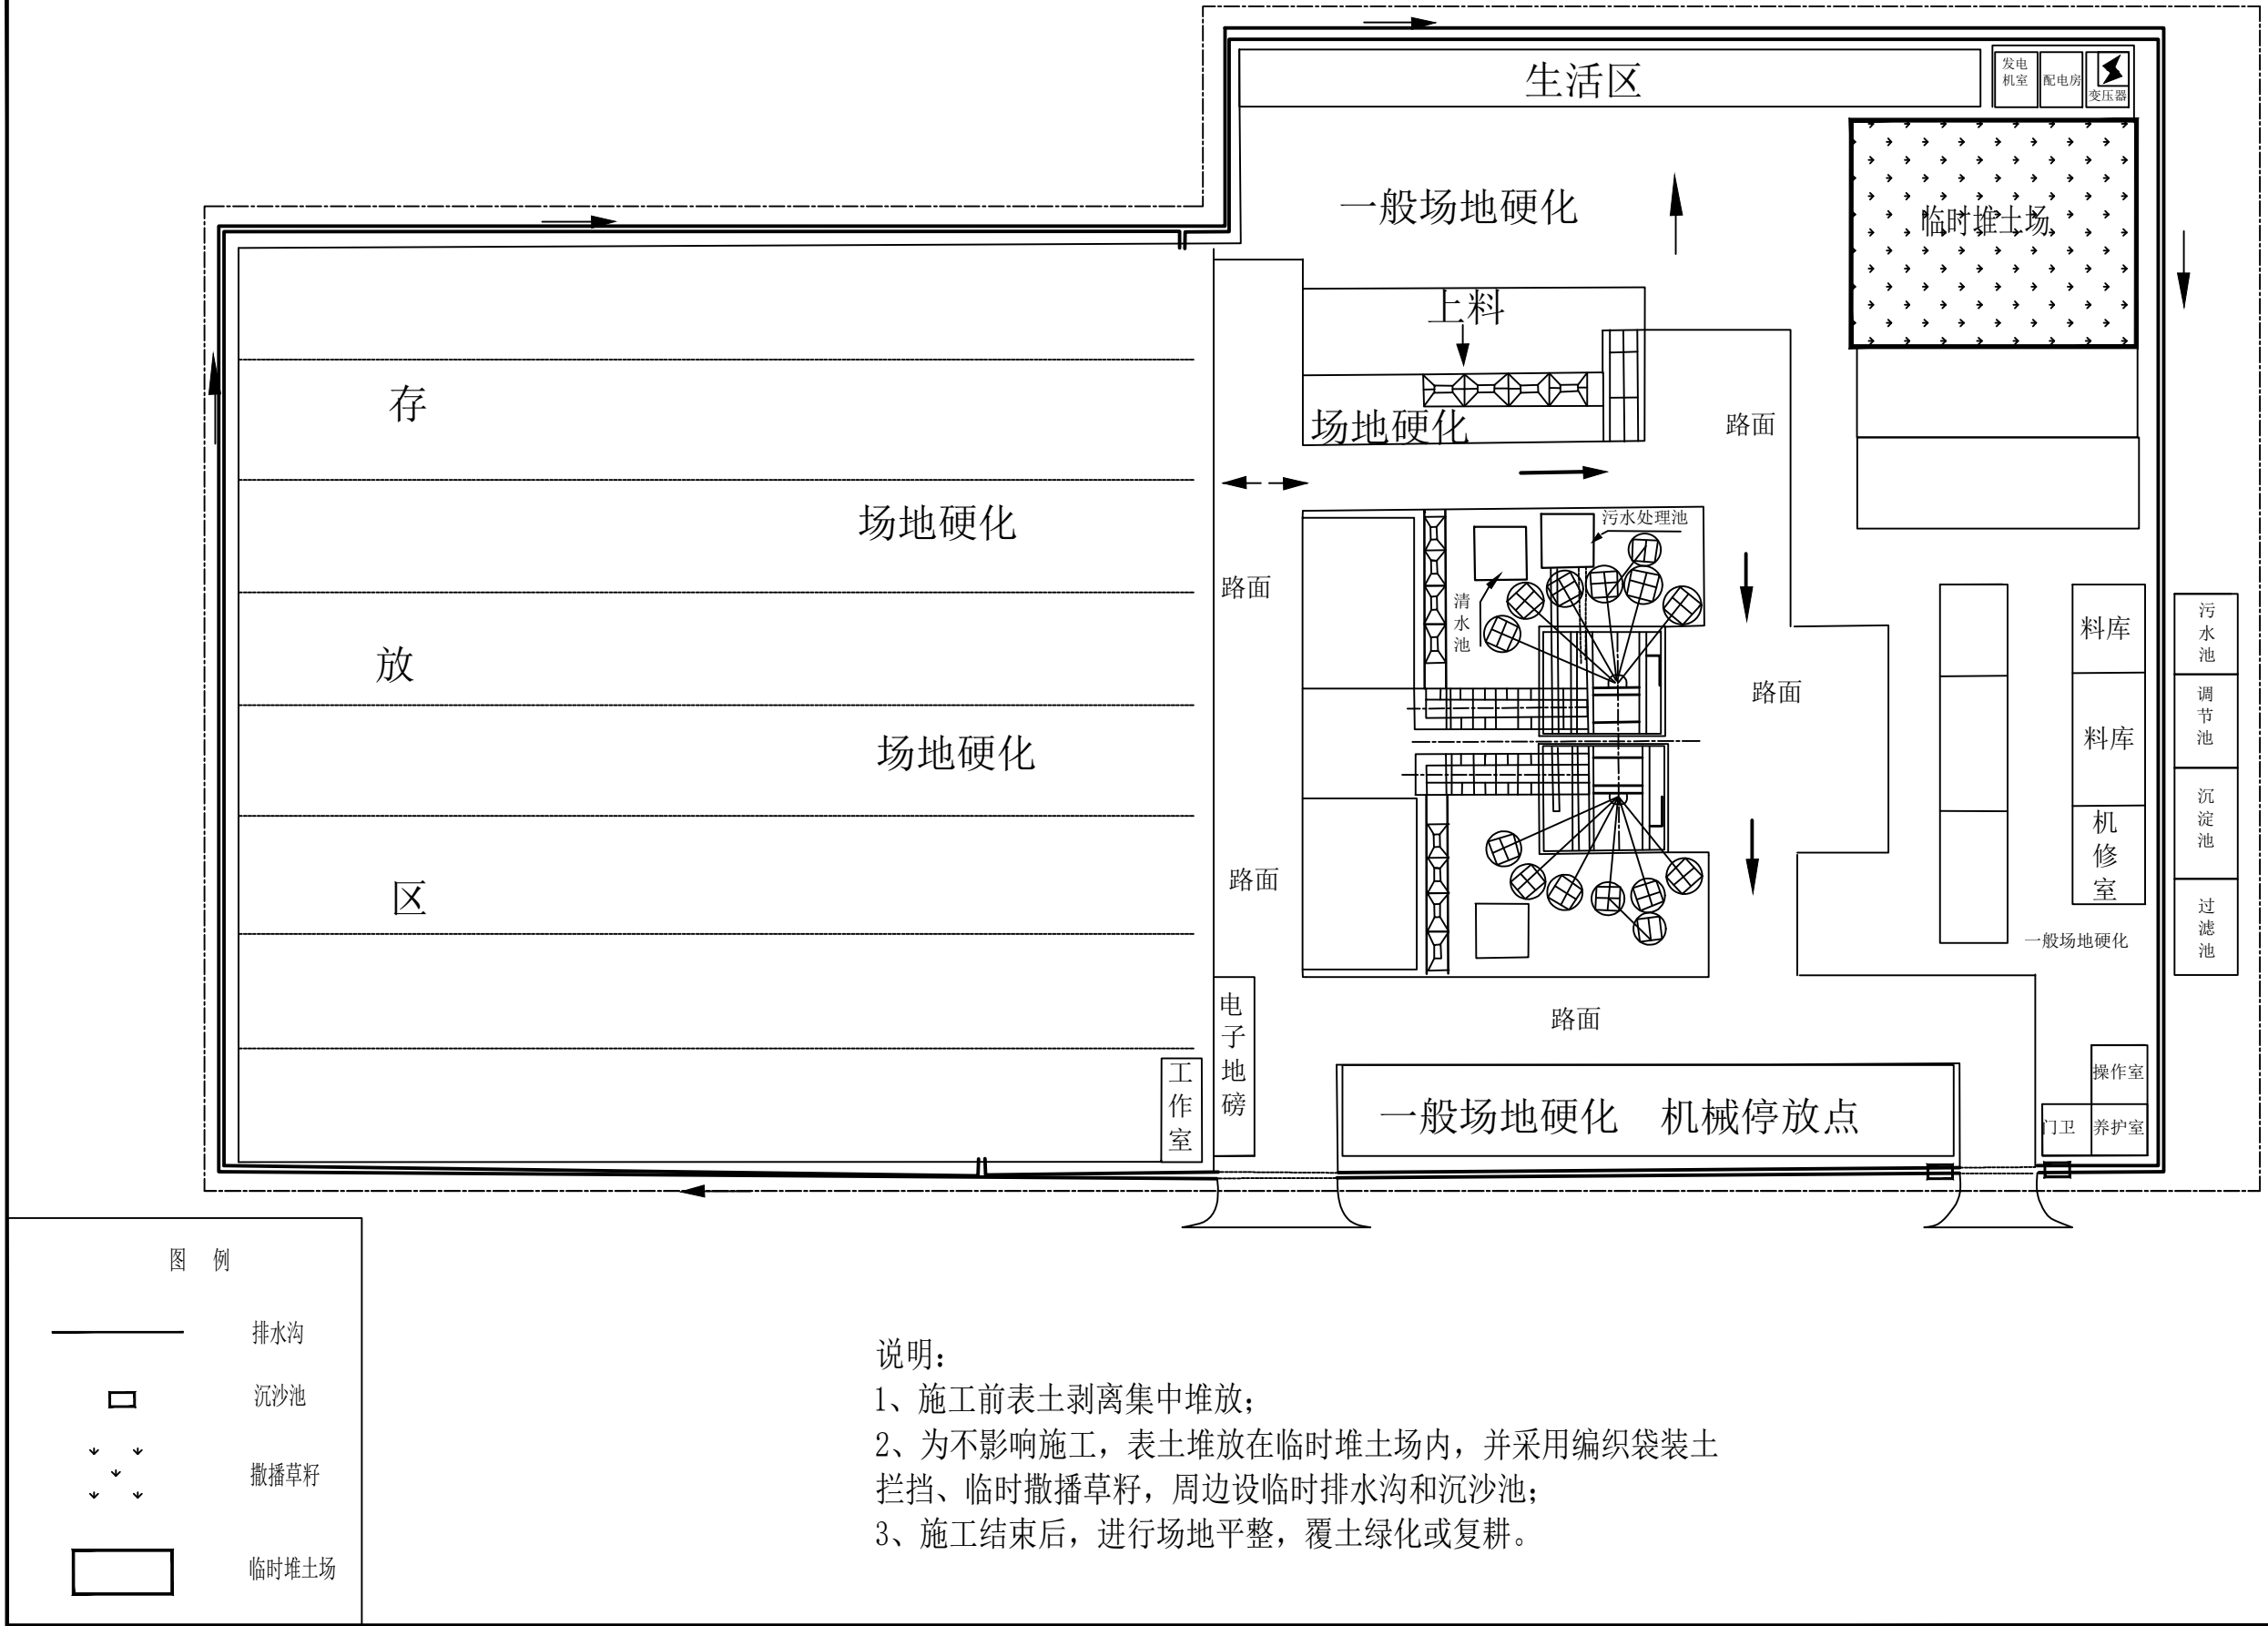 生活区
发电
机室
配电房
变压器
一般场地硬化
临时堆土场
上料
存
场地硬化
路面
场地硬化
污水处理池
路面
清
水
池
料库
污
水
池
放
路面
调
节
池
场地硬化
料库
沉
淀
池
机
修
室
区
路面
过
滤
池
一般场地硬化
电
子
地
磅
路面
工
作
室
一般场地硬化 机械停放点
操作室
门卫
养护室
图 例
排水沟
沉沙池
撒播草籽
临时堆土场
说明：
1、施工前表土剥离集中堆放；
2、为不影响施工，表土堆放在临时堆土场内，并采用编织袋装土
拦挡、临时撒播草籽，周边设临时排水沟和沉沙池；
3、施工结束后，进行场地平整，覆土绿化或复耕。